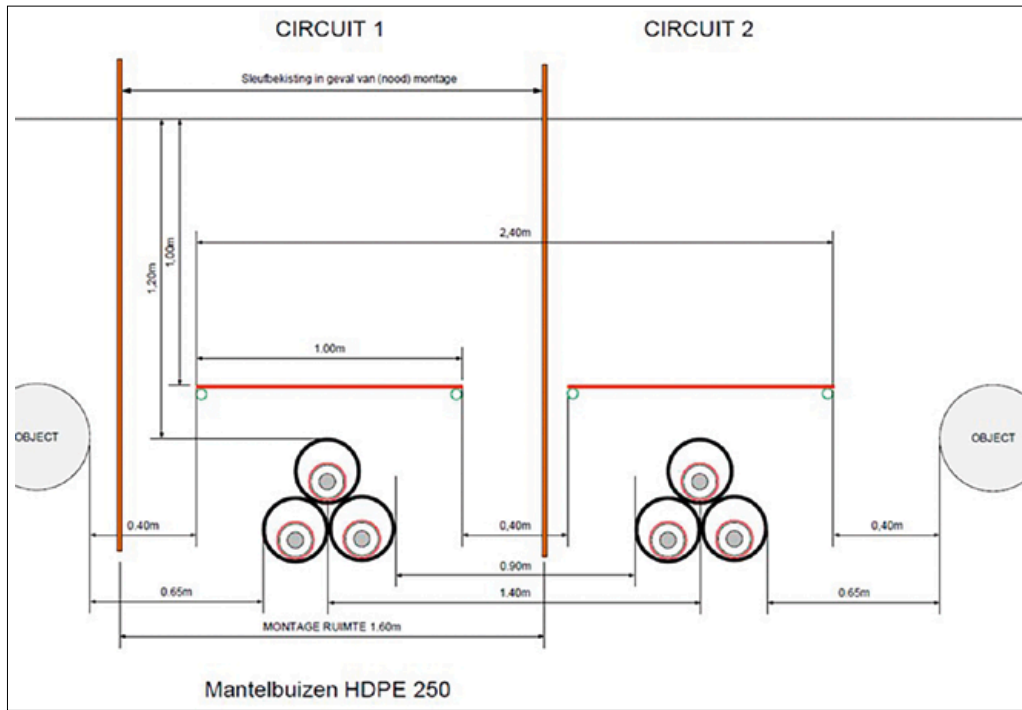 CIRCUIT 1
CIRCUIT 2
Sleufbekisting in geval van (nood) montage
2,40m
1,00m
1,20m
1.00m
OBJECT
OBJECT
0.40m
0,40m
0,40m
0.90m
0.65m
1.40m
0.65m
MONTAGE RUIMTE 1.60m
Mantelbuizen HDPE 250